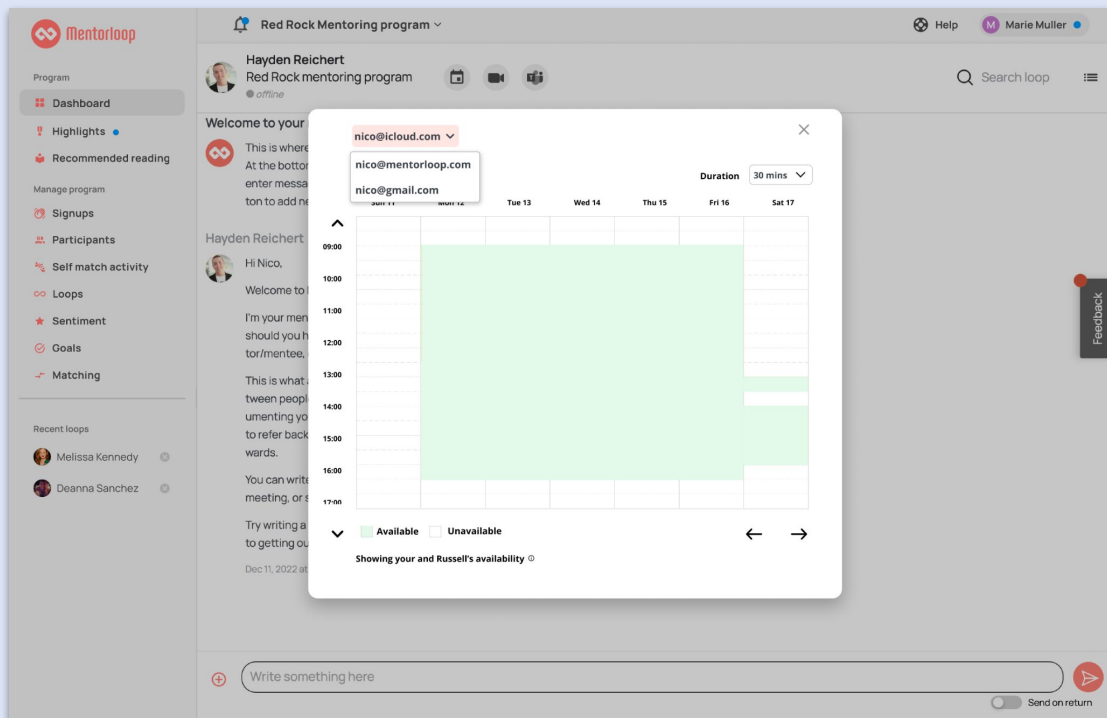 Mentorloop
Red Rock Mentoring program
Help
M
Marie Muller
Program
Dashboard
Highlights
Recommended reading
Manage program
Signups
Participants
Self match activity
Loops
Sentiment
Goals
Matching
Recent loops
Melissa Kennedy
Deanna Sanchez
Hayden Reichert
Red Rock mentoring program
offline
Search loop
Welcome to your
This is where
At the bottom
enter messa
ton to add ne
Hayden Reichert
Hi Nico,
Welcome to
I'm your men
should you h
tor/mentee,
This is what
tween peopl
umenting yo
to refer back
wards.
You can write
meeting, or s
Try writing a
to getting ou
Dec 11, 2022 at
nico@icloud.com
nico@mentorloop.com
nico@gmail.com
Duration
30 mins
Sun 11 Mon 12 Tue 13 Wed 14 Thu 15 Fri 16 Sat 17
09:00
10:00
11:00
12:00
13:00
14:00
15:00
16:00
17:00
Available Unavailable
Showing your and Russell's availability
Feedback
Write something here
Send on return